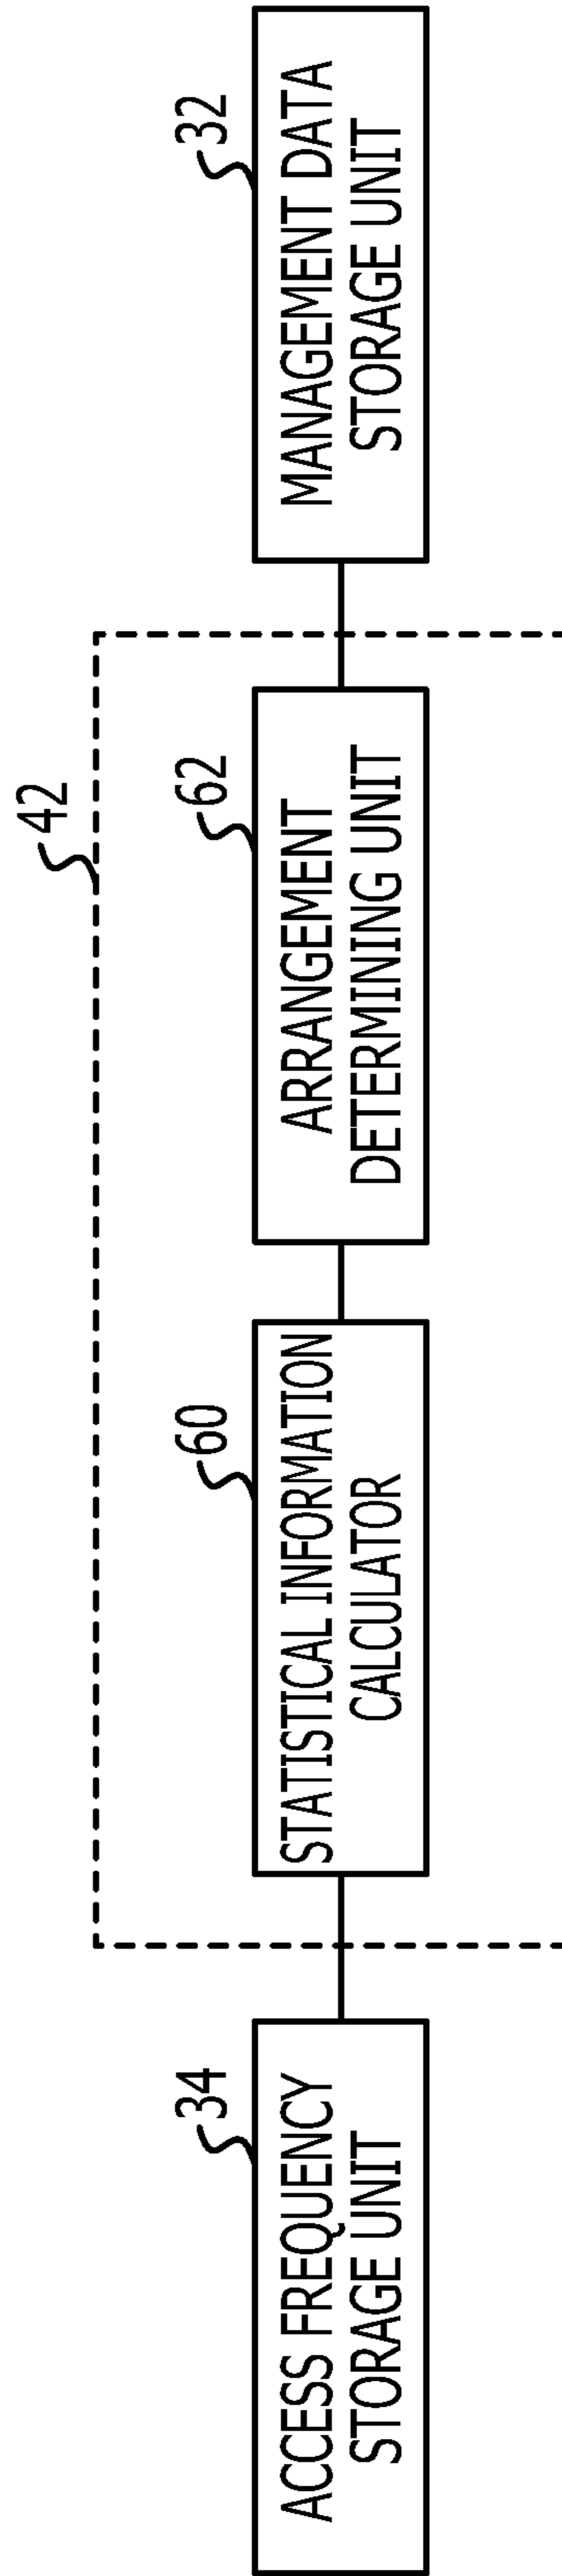 42
34
ACCESS FREQUENCY
STORAGE UNIT
60
STATISTICAL INFORMATION
CALCULATOR
62
ARRANGEMENT
DETERMINING UNIT
32
MANAGEMENT DATA
STORAGE UNIT